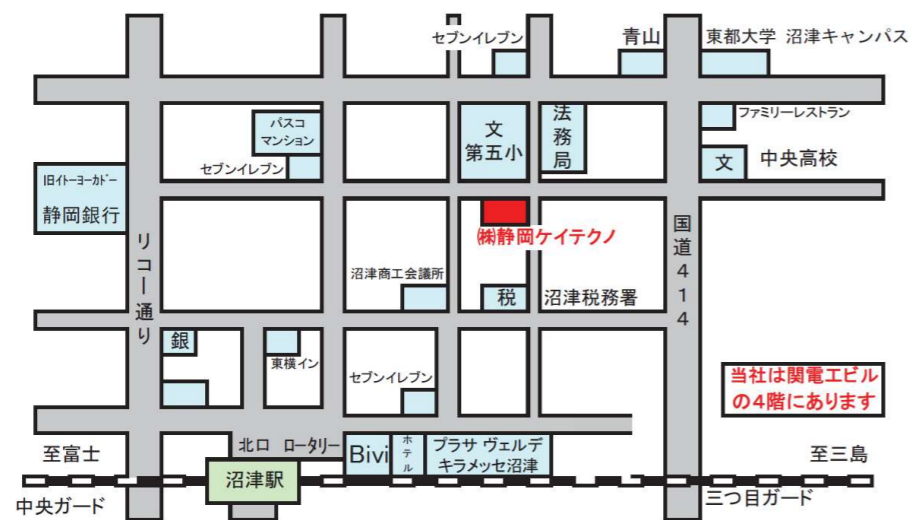 セブンイレブン
青山
東都大学 沼津キャンパス
パスコ
マンション
セブンイレブン
文
第五小
法務局
ファミリーレストラン
文
中央高校
旧イトーヨーカドー
静岡銀行
㈱静岡ケイテクノ
リコー通り
国道414
沼津商工会議所
税
沼津税務署
銀
東横イン
セブンイレブン
当社は関電工ビル
の4階にあります
至富士
北口 ロータリー
Bivi
ホテル
プラサ ヴェルデ
キラメッセ沼津
至三島
沼津駅
中央ガード
三つ目ガード